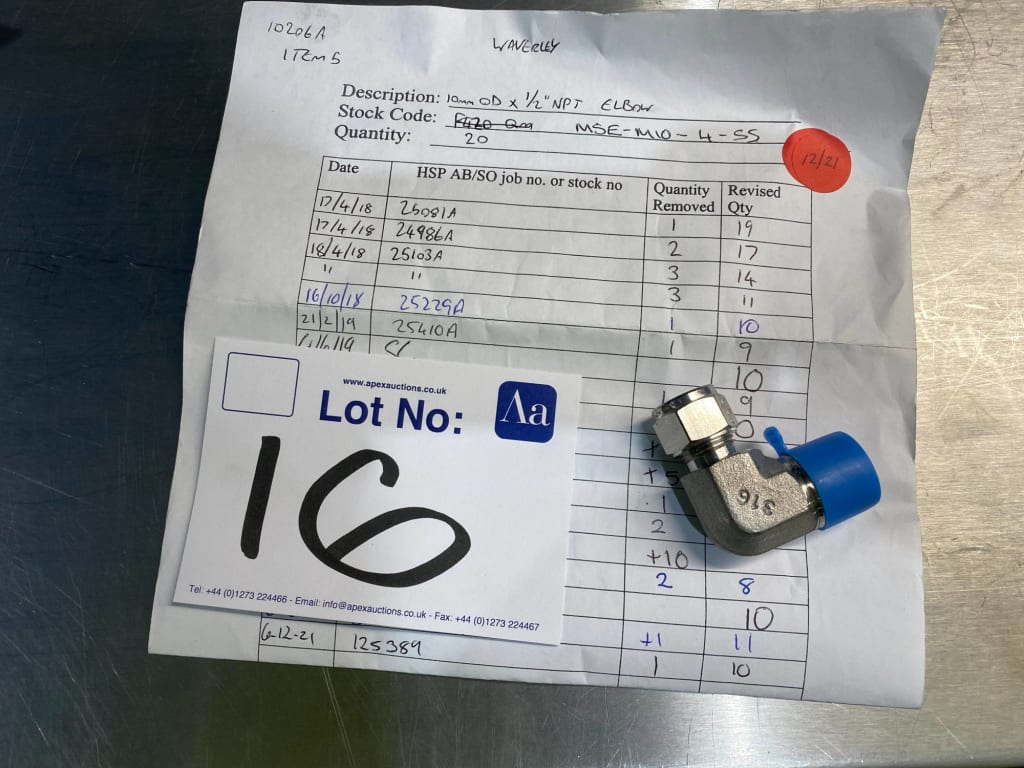 10206A
ITEM 5
WAVERLEY
Description: 10mm OD x 1/2" NPT ELBOW
Stock Code: MSE-M10-4-SS
Quantity: 20
12/21
Date HSP AB/SO job no. or stock no Quantity Removed Revised Qty
17/4/18 25081A 1 19
17/4/18 24986A 2 17
18/4/18 25103A 3 14
" " 3 11
16/10/18 25229A 1 10
21/2/19 25410A 1 9
10
9
+5
1
2
+10
2 8
10
+1 11
6-12-21 125389 1 10
www.apexauctions.co.uk
Lot No: Aa
16
Tel: +44 (0)1273 224466 - Email: info@apexauctions.co.uk - Fax: +44 (0)1273 224467
316